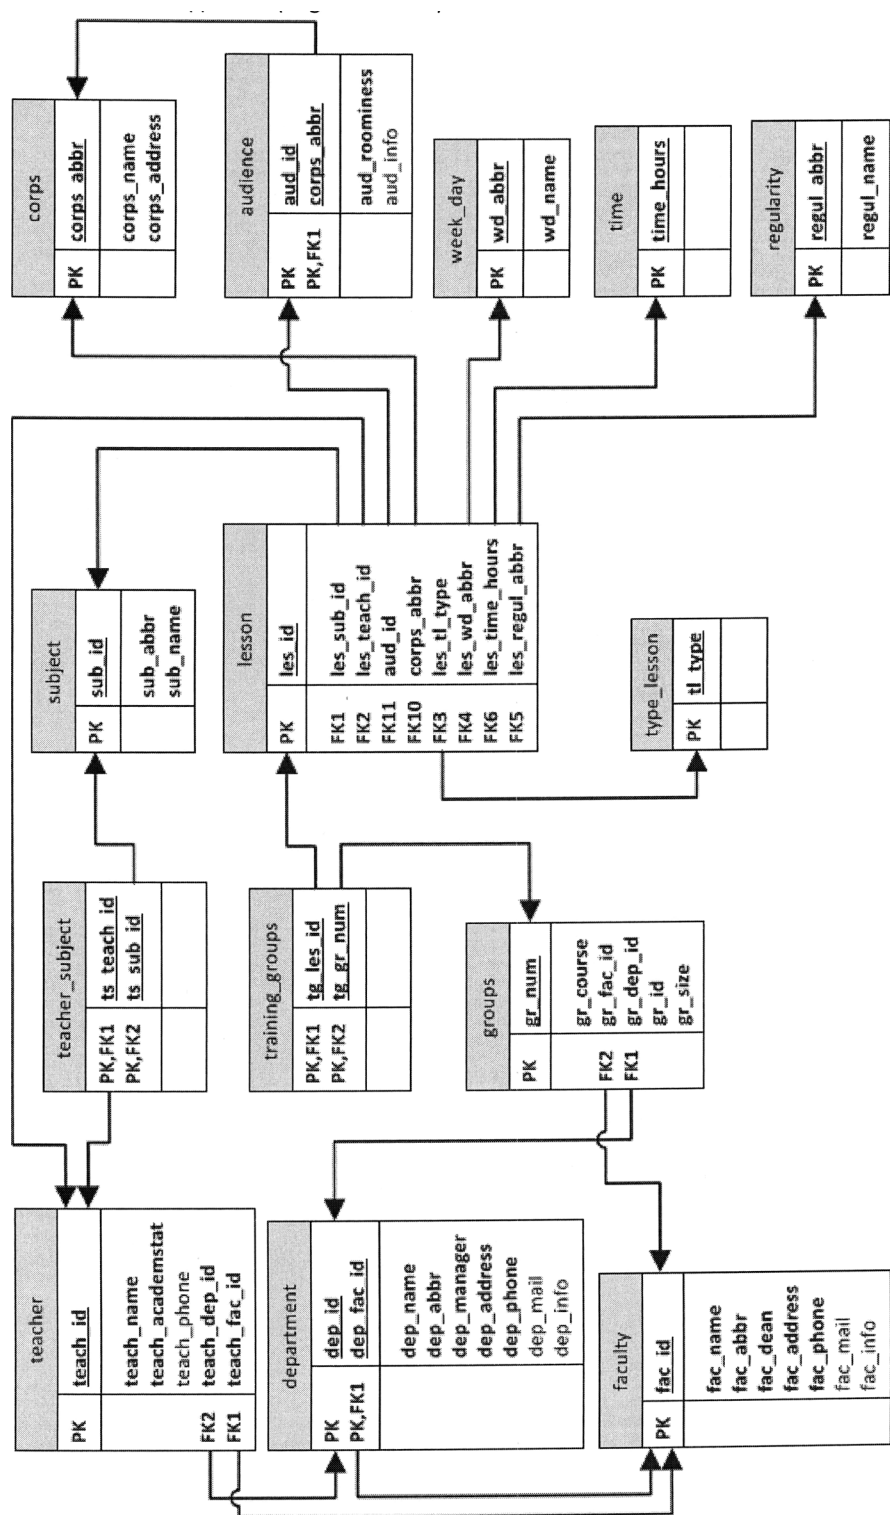 teacher
PK teach_id
teach_name
teach_academstat
teach_phone
FK2 teach_dep_id
FK1 teach_fac_id
department
PK dep_id
PK,FK1 dep_fac_id
dep_name
dep_abbr
dep_manager
dep_address
dep_phone
dep_mail
dep_info
faculty
PK fac_id
fac_name
fac_abbr
fac_dean
fac_address
fac_phone
fac_mail
fac_info
teacher_subject
PK,FK1 ts_teach_id
PK,FK2 ts_sub_id
training_groups
PK,FK1 tg_les_id
PK,FK2 tg_gr_num
groups
PK gr_num
gr_course
FK2 gr_fac_id
FK1 gr_dep_id
gr_id
gr_size
subject
PK sub_id
sub_abbr
sub_name
lesson
PK les_id
FK1 les_sub_id
FK2 les_teach_id
FK11 aud_id
FK10 corps_abbr
FK3 les_tl_type
FK4 les_wd_abbr
FK6 les_time_hours
FK5 les_regul_abbr
type_lesson
PK tl_type
corps
PK corps_abbr
corps_name
corps_address
audience
PK aud_id
PK,FK1 corps_abbr
aud_roominess
aud_info
week_day
PK wd_abbr
wd_name
time
PK time_hours
regularity
PK regul_abbr
regul_name